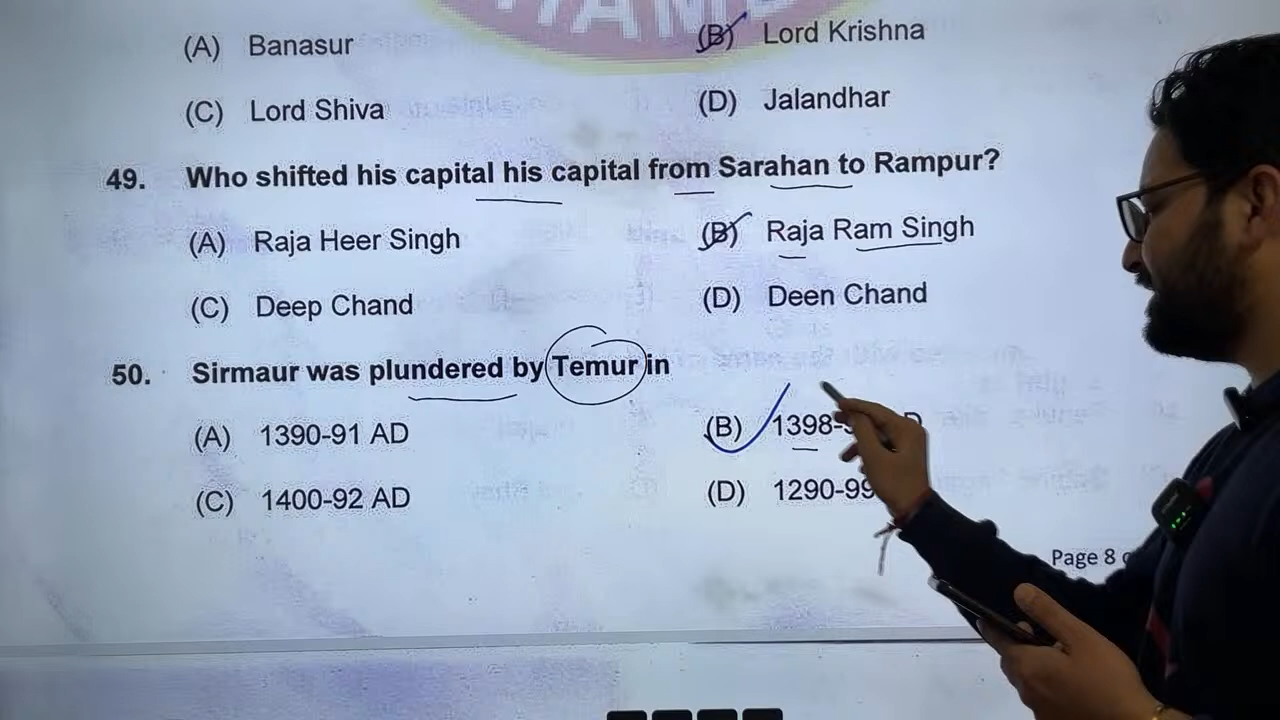 (A) Banasur (B) Lord Krishna
(C) Lord Shiva (D) Jalandhar
49. Who shifted his capital his capital from Sarahan to Rampur?
(A) Raja Heer Singh (B) Raja Ram Singh
(C) Deep Chand (D) Deen Chand
50. Sirmaur was plundered by Temur in
(A) 1390-91 AD (B) 1398-
(C) 1400-92 AD (D) 1290-99
Page 8